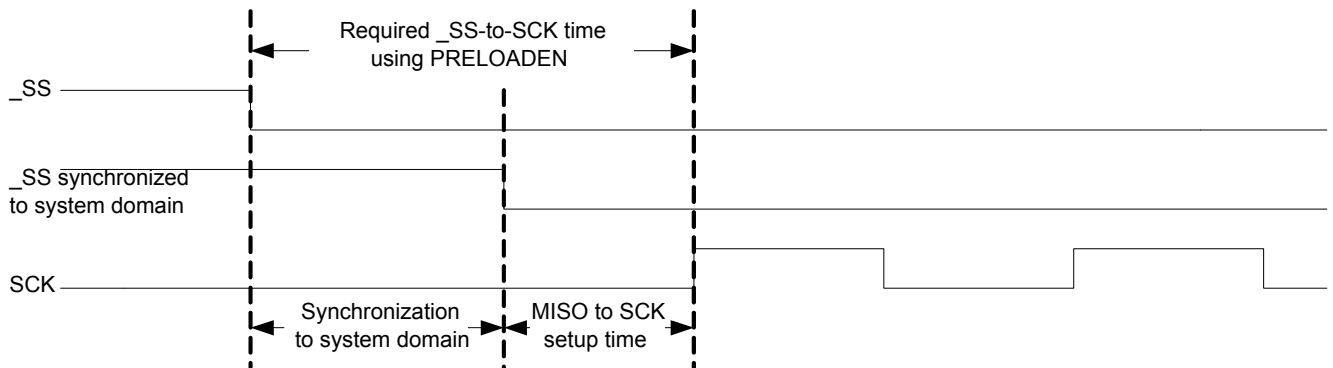 Required _SS-to-SCK time
using PRELOADEN
_SS
_SS synchronized
to system domain
SCK
Synchronization
to system domain
MISO to SCK
setup time